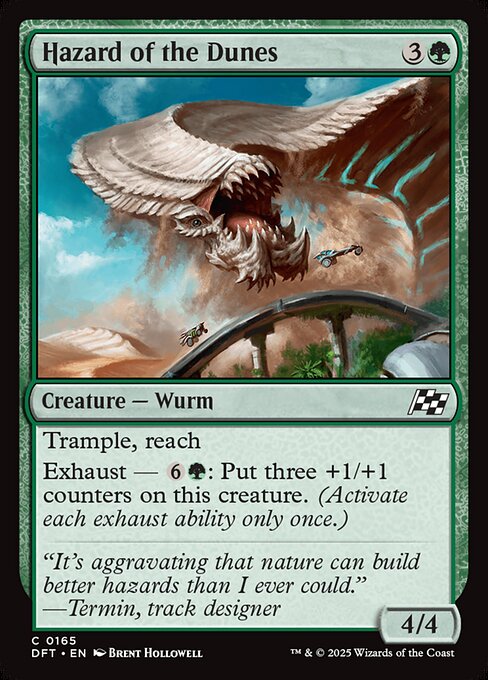 Hazard of the Dunes 3
Creature — Wurm
Trample, reach
Exhaust — 6 : Put three +1/+1
counters on this creature. (Activate
each exhaust ability only once.)
“It's aggravating that nature can build
better hazards than I ever could.”
—Termin, track designer
4/4
C 0165
DFT • EN Brent Hollowell
™ & © 2025 Wizards of the Coast